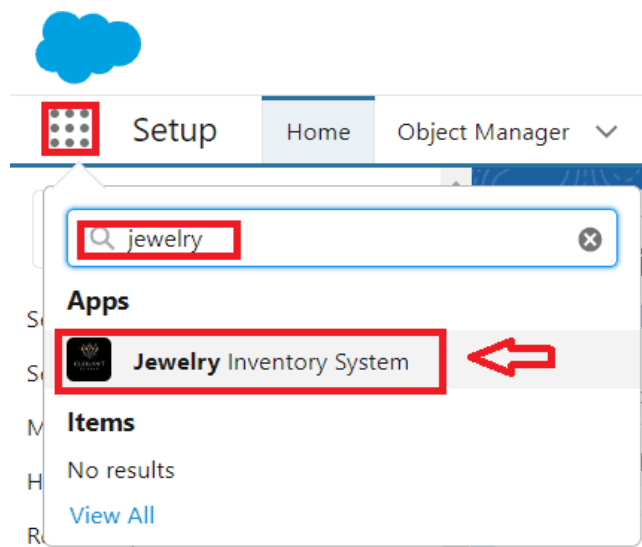 Setup
Home
Object Manager
jewelry
Apps
Jewelry Inventory System
Items
No results
View All